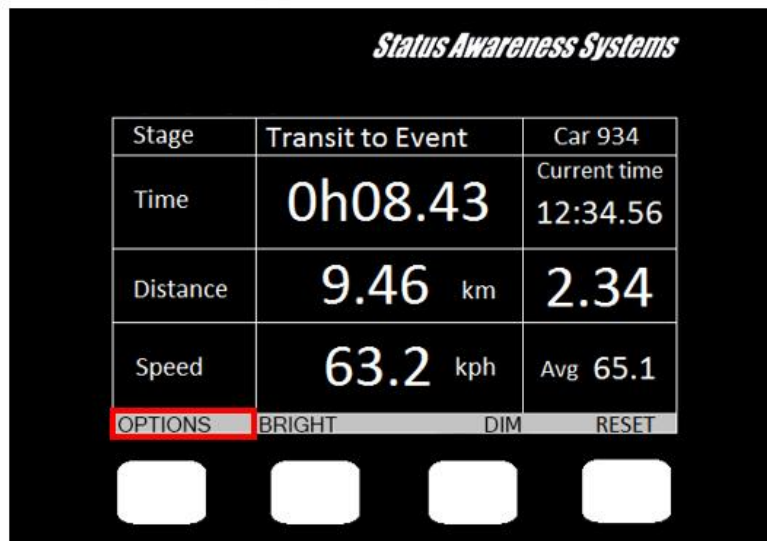 Status Awareness Systems
Stage Transit to Event Car 934
Current time
Time 0h08.43 12:34.56
Distance 9.46 km 2.34
Speed 63.2 kph Avg 65.1
OPTIONS BRIGHT DIM RESET